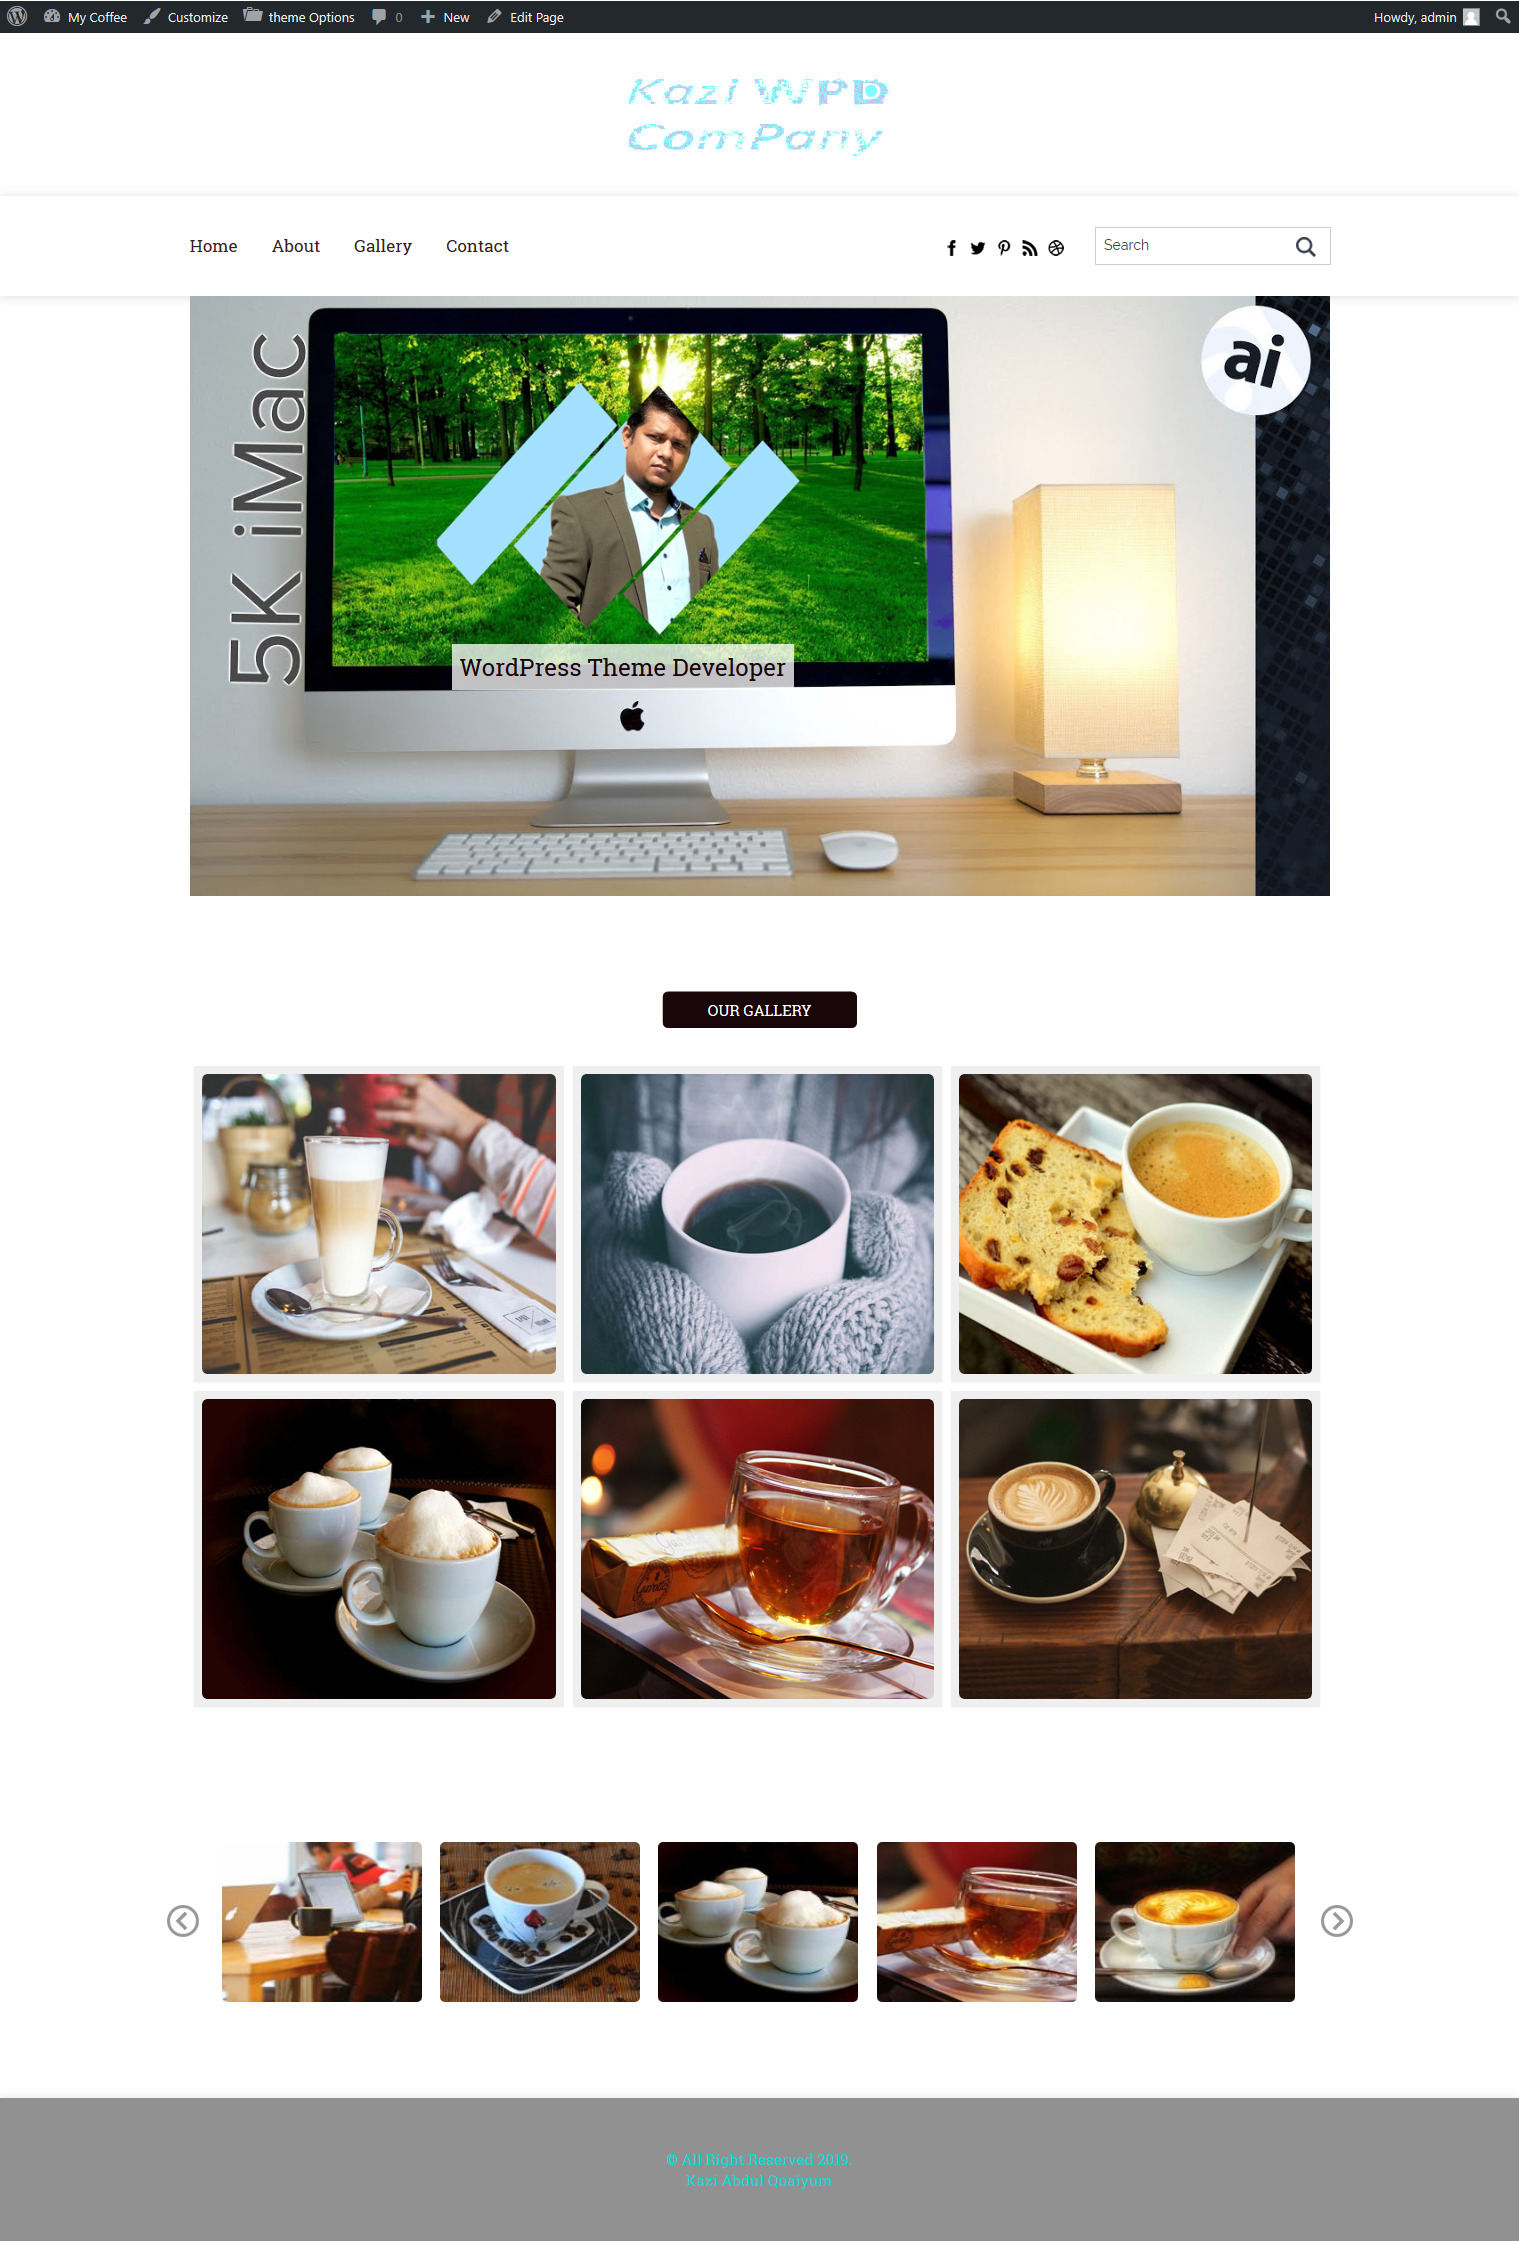 My Coffee Customize theme Options 0 New Edit Page Howdy, admin
Kazi WPD
ComPany
Home About Gallery Contact
Search
5K iMac
ai
WordPress Theme Developer
OUR GALLERY
© All Right Reserved 2019.
Kazi Abdul Quaiyum